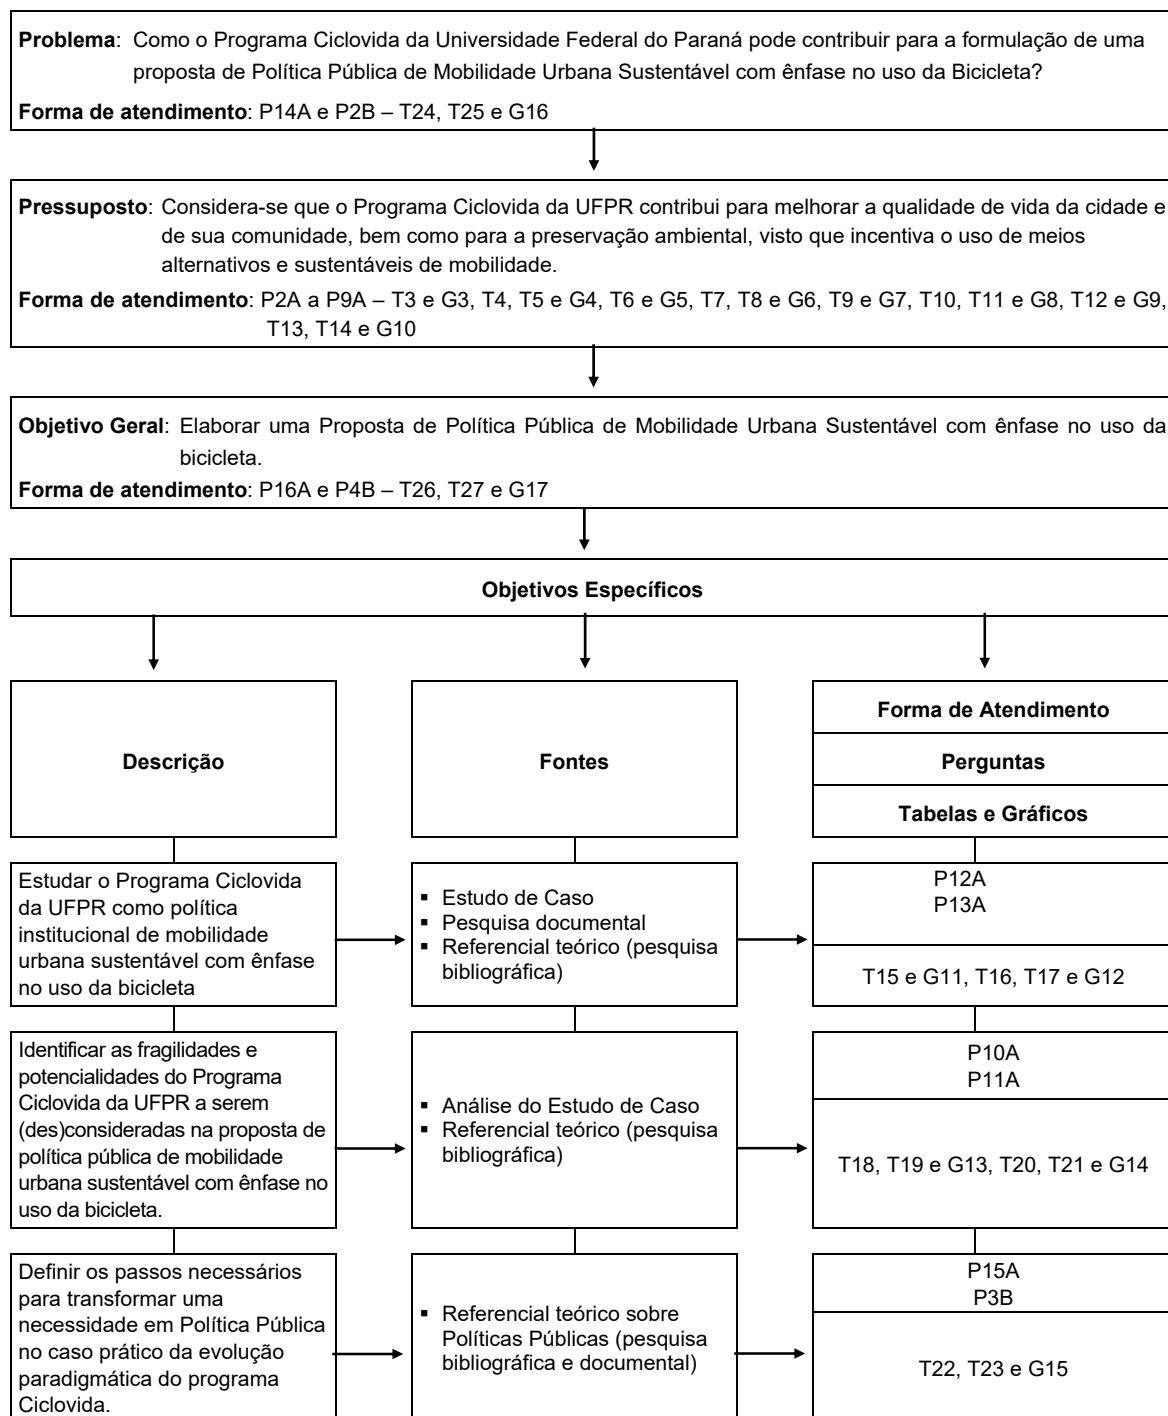 Problema: Como o Programa Ciclovida da Universidade Federal do Paraná pode contribuir para a formulação de uma
proposta de Política Pública de Mobilidade Urbana Sustentável com ênfase no uso da Bicicleta?
Forma de atendimento: P14A e P2B – T24, T25 e G16
Pressuposto: Considera-se que o Programa Ciclovida da UFPR contribui para melhorar a qualidade de vida da cidade e
de sua comunidade, bem como para a preservação ambiental, visto que incentiva o uso de meios
alternativos e sustentáveis de mobilidade.
Forma de atendimento: P2A a P9A – T3 e G3, T4, T5 e G4, T6 e G5, T7, T8 e G6, T9 e G7, T10, T11 e G8, T12 e G9,
T13, T14 e G10
Objetivo Geral: Elaborar uma Proposta de Política Pública de Mobilidade Urbana Sustentável com ênfase no uso da
bicicleta.
Forma de atendimento: P16A e P4B – T26, T27 e G17
Objetivos Específicos
Descrição
Fontes
Forma de Atendimento
Perguntas
Tabelas e Gráficos
Estudar o Programa Ciclovida
da UFPR como política
institucional de mobilidade
urbana sustentável com ênfase
no uso da bicicleta
▪ Estudo de Caso
▪ Pesquisa documental
▪ Referencial teórico (pesquisa
bibliográfica)
P12A
P13A
T15 e G11, T16, T17 e G12
Identificar as fragilidades e
potencialidades do Programa
Ciclovida da UFPR a serem
(des)consideradas na proposta de
política pública de mobilidade
urbana sustentável com ênfase no
uso da bicicleta.
▪ Análise do Estudo de Caso
▪ Referencial teórico (pesquisa
bibliográfica)
P10A
P11A
T18, T19 e G13, T20, T21 e G14
Definir os passos necessários
para transformar uma
necessidade em Política Pública
no caso prático da evolução
paradigmática do programa
Ciclovida.
▪ Referencial teórico sobre
Políticas Públicas (pesquisa
bibliográfica e documental)
P15A
P3B
T22, T23 e G15